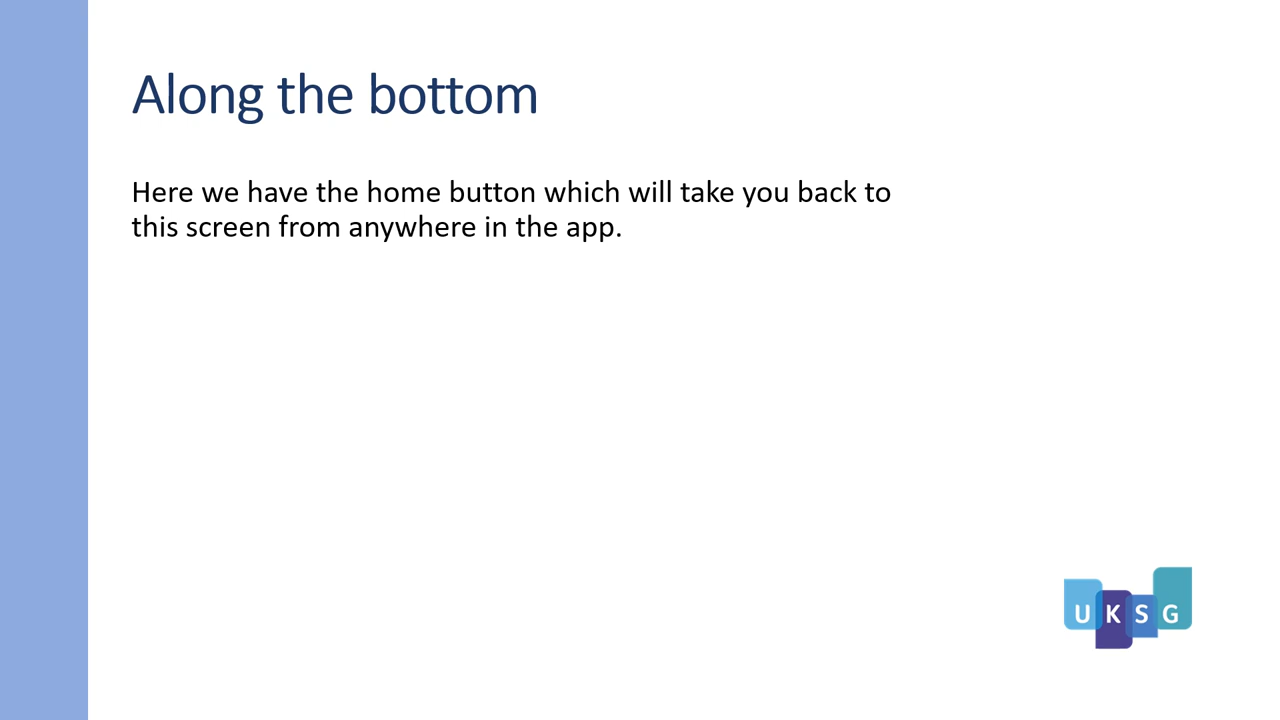 Along the bottom
Here we have the home button which will take you back to
this screen from anywhere in the app.
UKSG